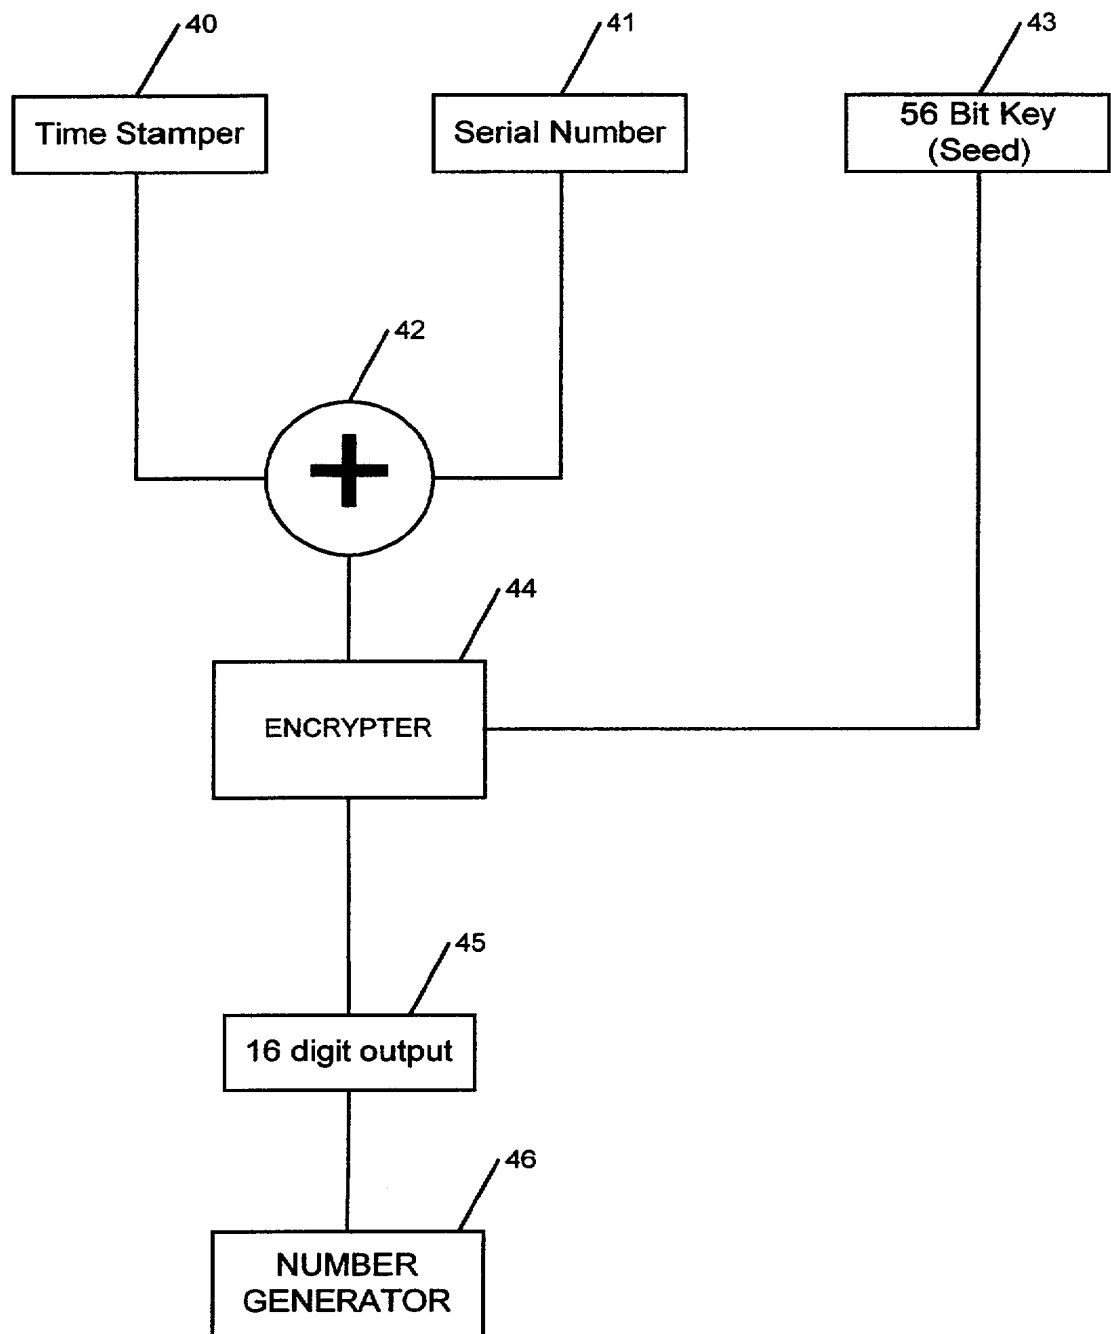 40
41
43
Time Stamper
Serial Number
56 Bit Key
(Seed)
42
+
44
ENCRYPTER
45
16 digit output
46
NUMBER
GENERATOR